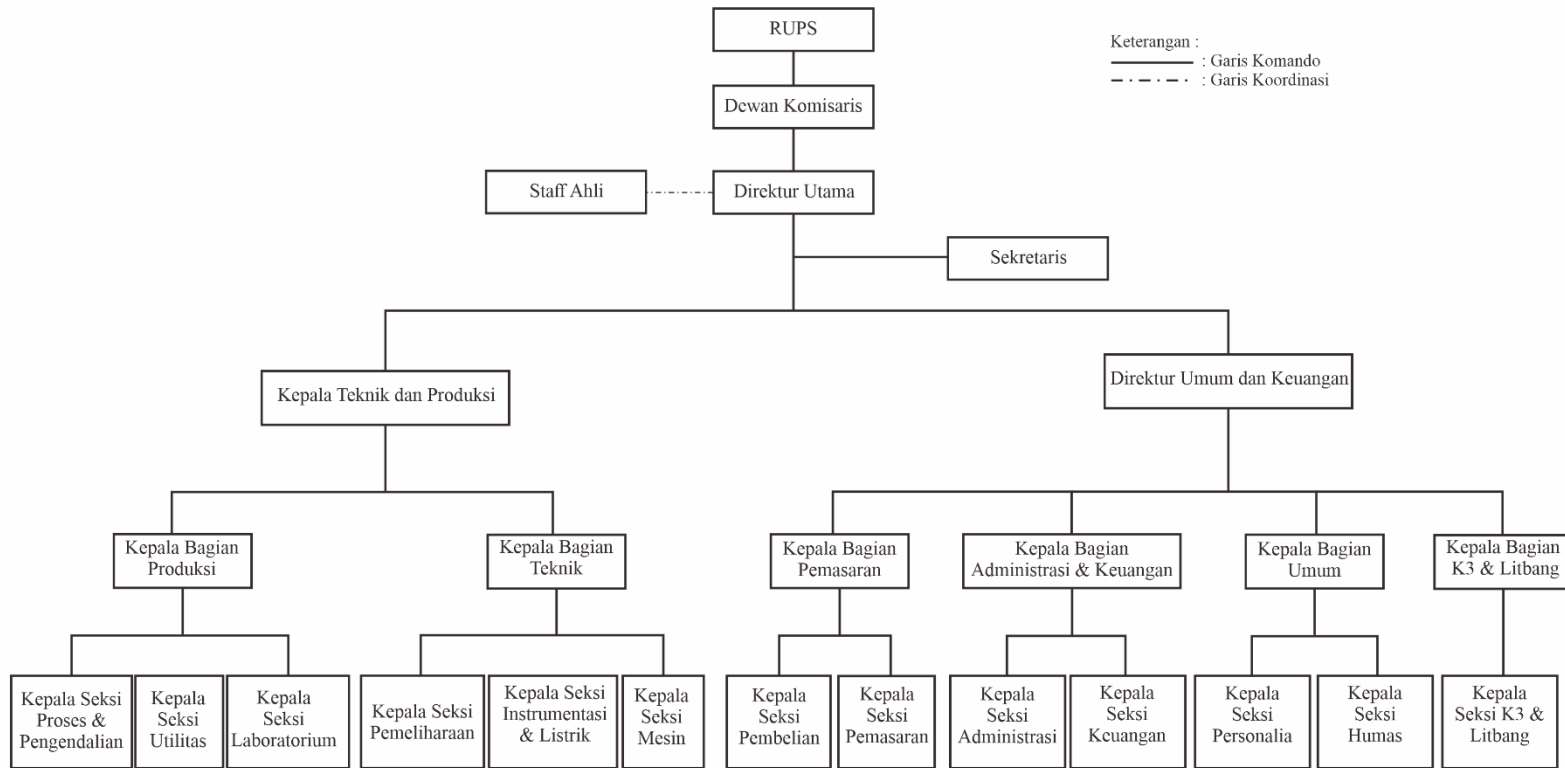 RUPS
Keterangan :
: Garis Komando
: Garis Koordinasi
Dewan Komisaris
Staff Ahli
Direktur Utama
Sekretaris
Kepala Teknik dan Produksi
Direktur Umum dan Keuangan
Kepala Bagian
Produksi
Kepala Bagian
Teknik
Kepala Bagian
Pemasaran
Kepala Bagian
Administrasi & Keuangan
Kepala Bagian
Umum
Kepala Bagian
K3 & Litbang
Kepala Seksi
Proses &
Pengendalian
Kepala
Seksi
Utilitas
Kepala
Seksi
Laboratorium
Kepala Seksi
Pemeliharaan
Kepala Seksi
Instrumentasi
& Listrik
Kepala
Seksi
Mesin
Kepala
Seksi
Pembelian
Kepala
Seksi
Pemasaran
Kepala
Seksi
Administrasi
Kepala
Seksi
Keuangan
Kepala
Seksi
Personalia
Kepala
Seksi
Humas
Kepala
Seksi K3 &
Litbang